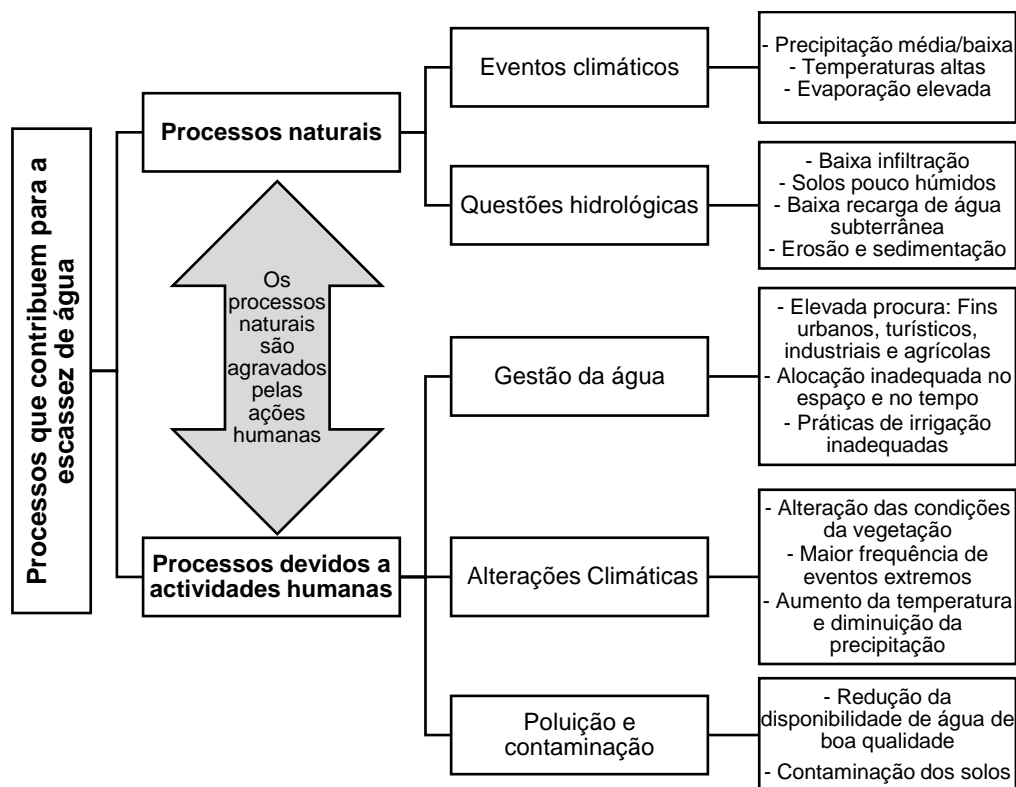 Processos que contribuem para a
escassez de água
Processos naturais
Os
processos
naturais
são
agravados
pelas
ações
humanas
Processos devidos a
actividades humanas
Eventos climáticos
- Precipitação média/baixa
- Temperaturas altas
- Evaporação elevada
Questões hidrológicas
- Baixa infiltração
- Solos pouco húmidos
- Baixa recarga de água
subterrânea
- Erosão e sedimentação
Gestão da água
- Elevada procura: Fins
urbanos, turísticos,
industriais e agrícolas
- Alocação inadequada no
espaço e no tempo
- Práticas de irrigação
inadequadas
Alterações Climáticas
- Alteração das condições
da vegetação
- Maior frequência de
eventos extremos
- Aumento da temperatura
e diminuição da
precipitação
Poluição e
contaminação
- Redução da
disponibilidade de água de
boa qualidade
- Contaminação dos solos